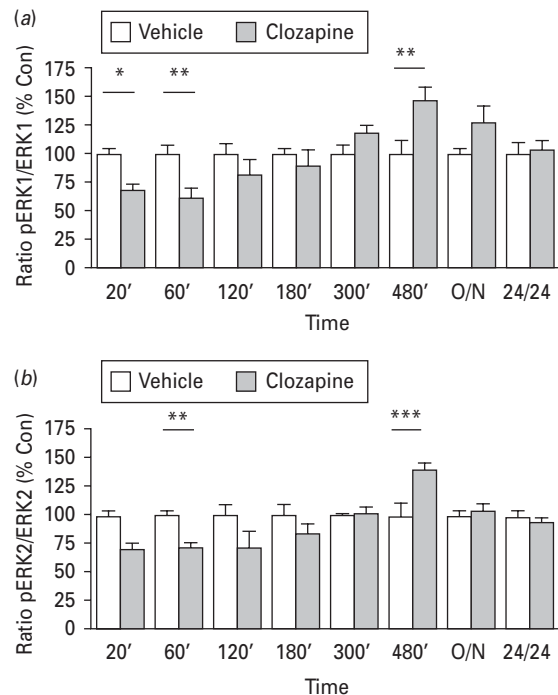 (a)
Vehicle Clozapine
* ** **
175
150
125
100
75
50
25
0
Ratio pERK1/ERK1 (% Con)
20′ 60′ 120′ 180′ 300′ 480′ O/N 24/24
Time
(b)
Vehicle Clozapine
** ***
175
150
125
100
75
50
25
0
Ratio pERK2/ERK2 (% Con)
20′ 60′ 120′ 180′ 300′ 480′ O/N 24/24
Time